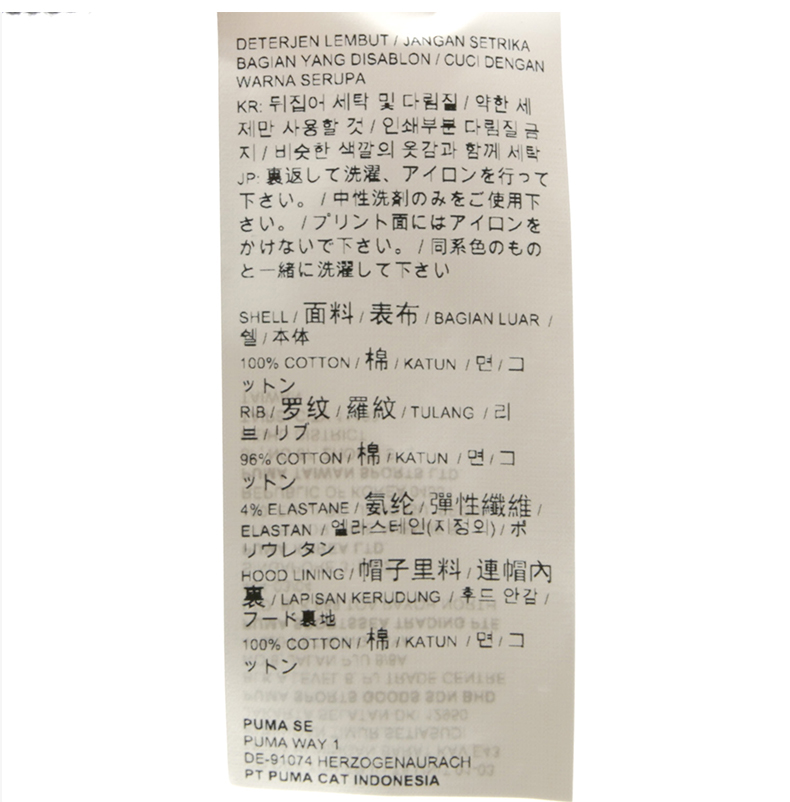 DETERJEN LEMBUT / JANGAN SETRIKA
BAGIAN YANG DISABLON / CUCI DENGAN
WARNA SERUPA
KR: 뒤집어 세탁 및 다림질 / 약한 세
제만 사용할 것 / 인쇄부분 다림질 금
지 / 비슷한 색깔의 옷감과 함께 세탁
JP: 裏返して洗濯、アイロンを行って
下さい。 / 中性洗剤のみをご使用下
さい。 / プリント面にはアイロンを
かけないで下さい。 / 同系色のもの
と一緒に洗濯して下さい
SHELL / 面料 / 表布 / BAGIAN LUAR /
쉘 / 本体
100% COTTON / 棉 / KATUN / 면 / コ
ットン
RIB / 罗纹 / 羅紋 / TULANG / 리
브 / リブ
96% COTTON / 棉 / KATUN / 면 / コ
ットン
4% ELASTANE / 氨纶 / 彈性纖維 /
ELASTAN / 엘라스테인(지정외) / ポ
リウレタン
HOOD LINING / 帽子里料 / 連帽內
裏 / LAPISAN KERUDUNG / 후드 안감 /
フード裏地
100% COTTON / 棉 / KATUN / 면 / コ
ットン
PUMA SE
PUMA WAY 1
DE-91074 HERZOGENAURACH
PT PUMA CAT INDONESIA